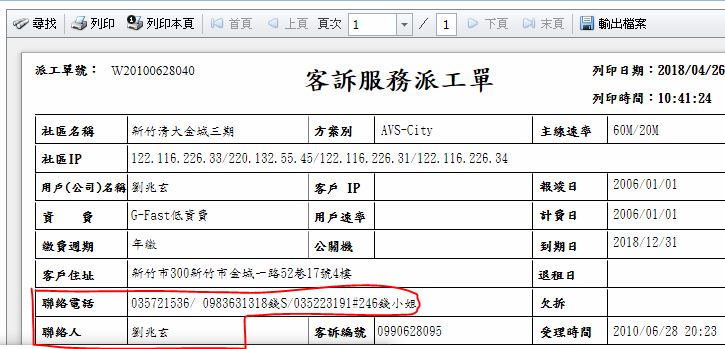 尋找 列印 列印本頁 首頁 上頁 頁次 1 / 1 下頁 末頁 輸出檔案
派工單號： W20100628040 客訴服務派工單 列印日期：2018/04/26
列印時間：10:41:24
社區名稱 新竹清大金城三期 方案別 AVS-City 主線速率 60M/20M
社區IP 122.116.226.33/220.132.55.45/122.116.226.31/122.116.226.34
用戶(公司)名稱 劉兆玄 客戶 IP 報竣日 2006/01/01
資 費 G-Fast低資費 用戶速率 計費日 2006/01/01
繳費週期 年繳 公關機 到期日 2018/12/31
客戶住址 新竹市300新竹市金城一路52巷17號4樓 退租日
聯絡電話 035721536/ 0983631318錢S/035223191#246錢小姐 欠拆
聯絡人 劉兆玄 客訴編號 0990628095 受理時間 2010/06/28 20:23